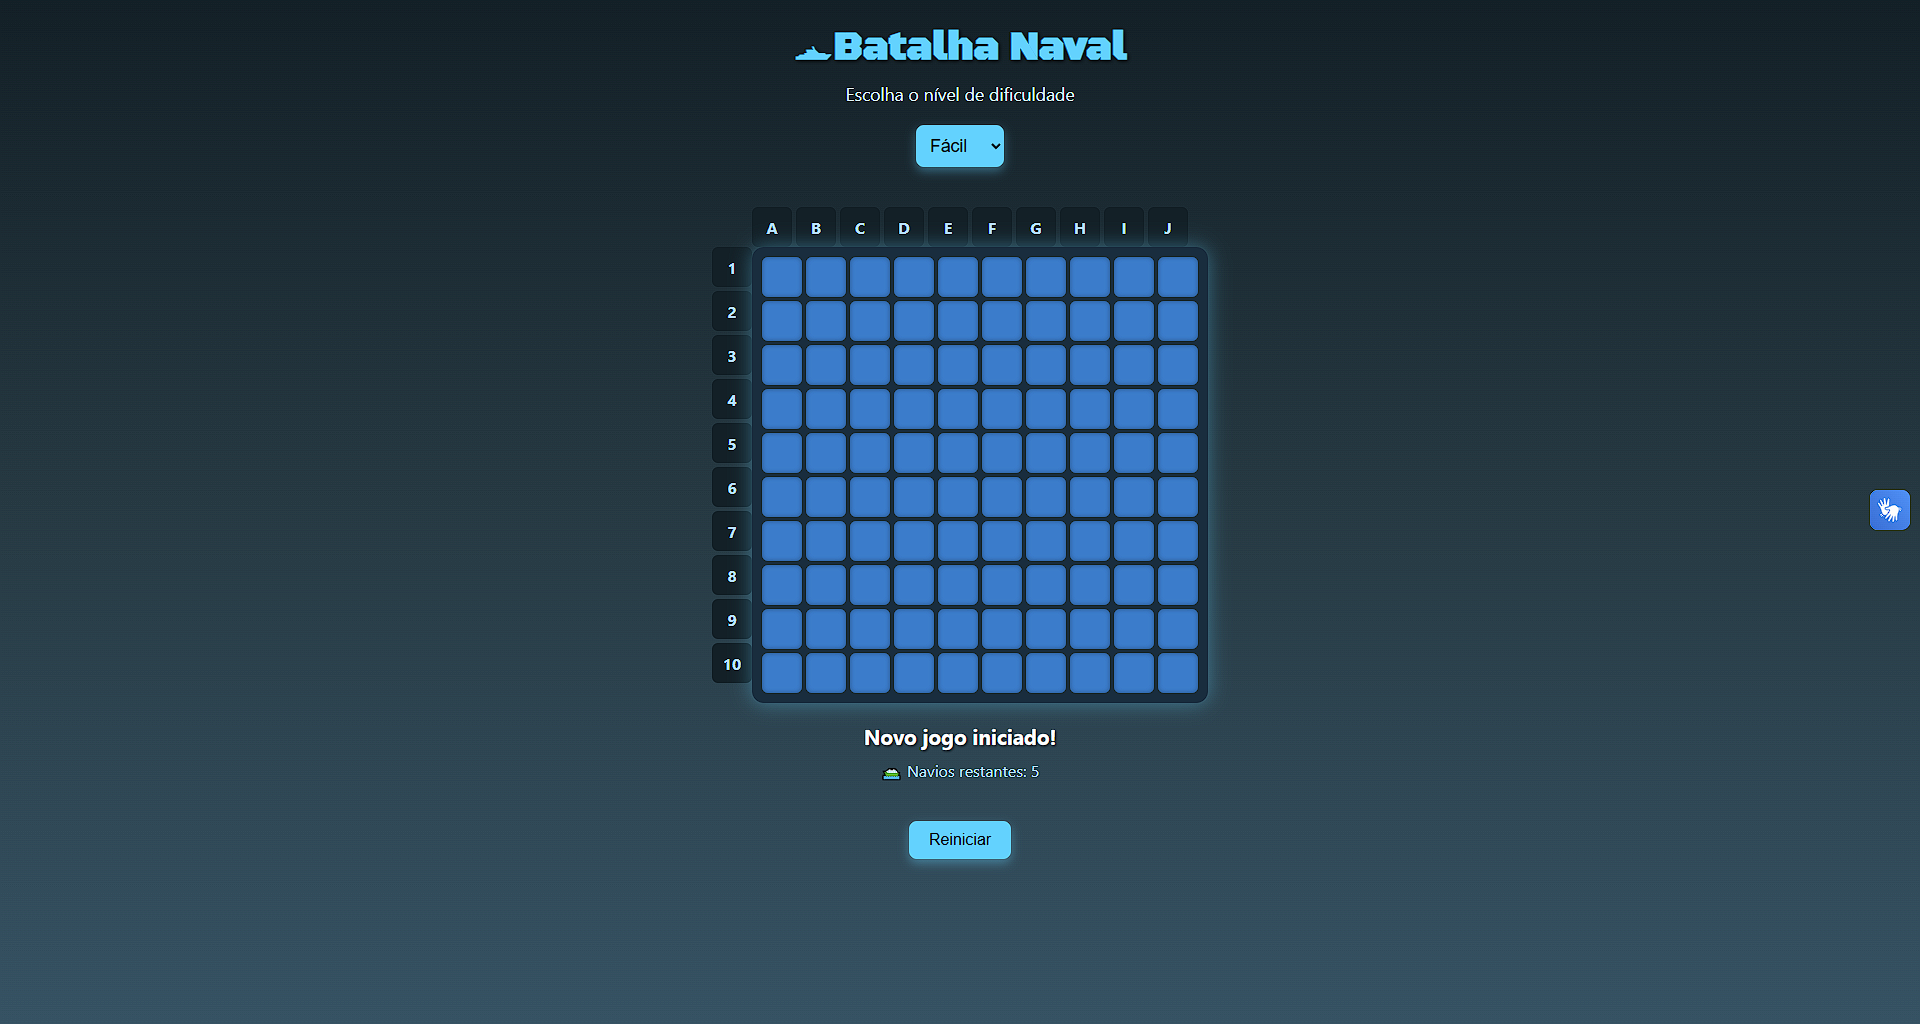 Batalha Naval
Escolha o nível de dificuldade
Fácil
A B C D E F G H I J
1
2
3
4
5
6
7
8
9
10
Novo jogo iniciado!
Navios restantes: 5
Reiniciar